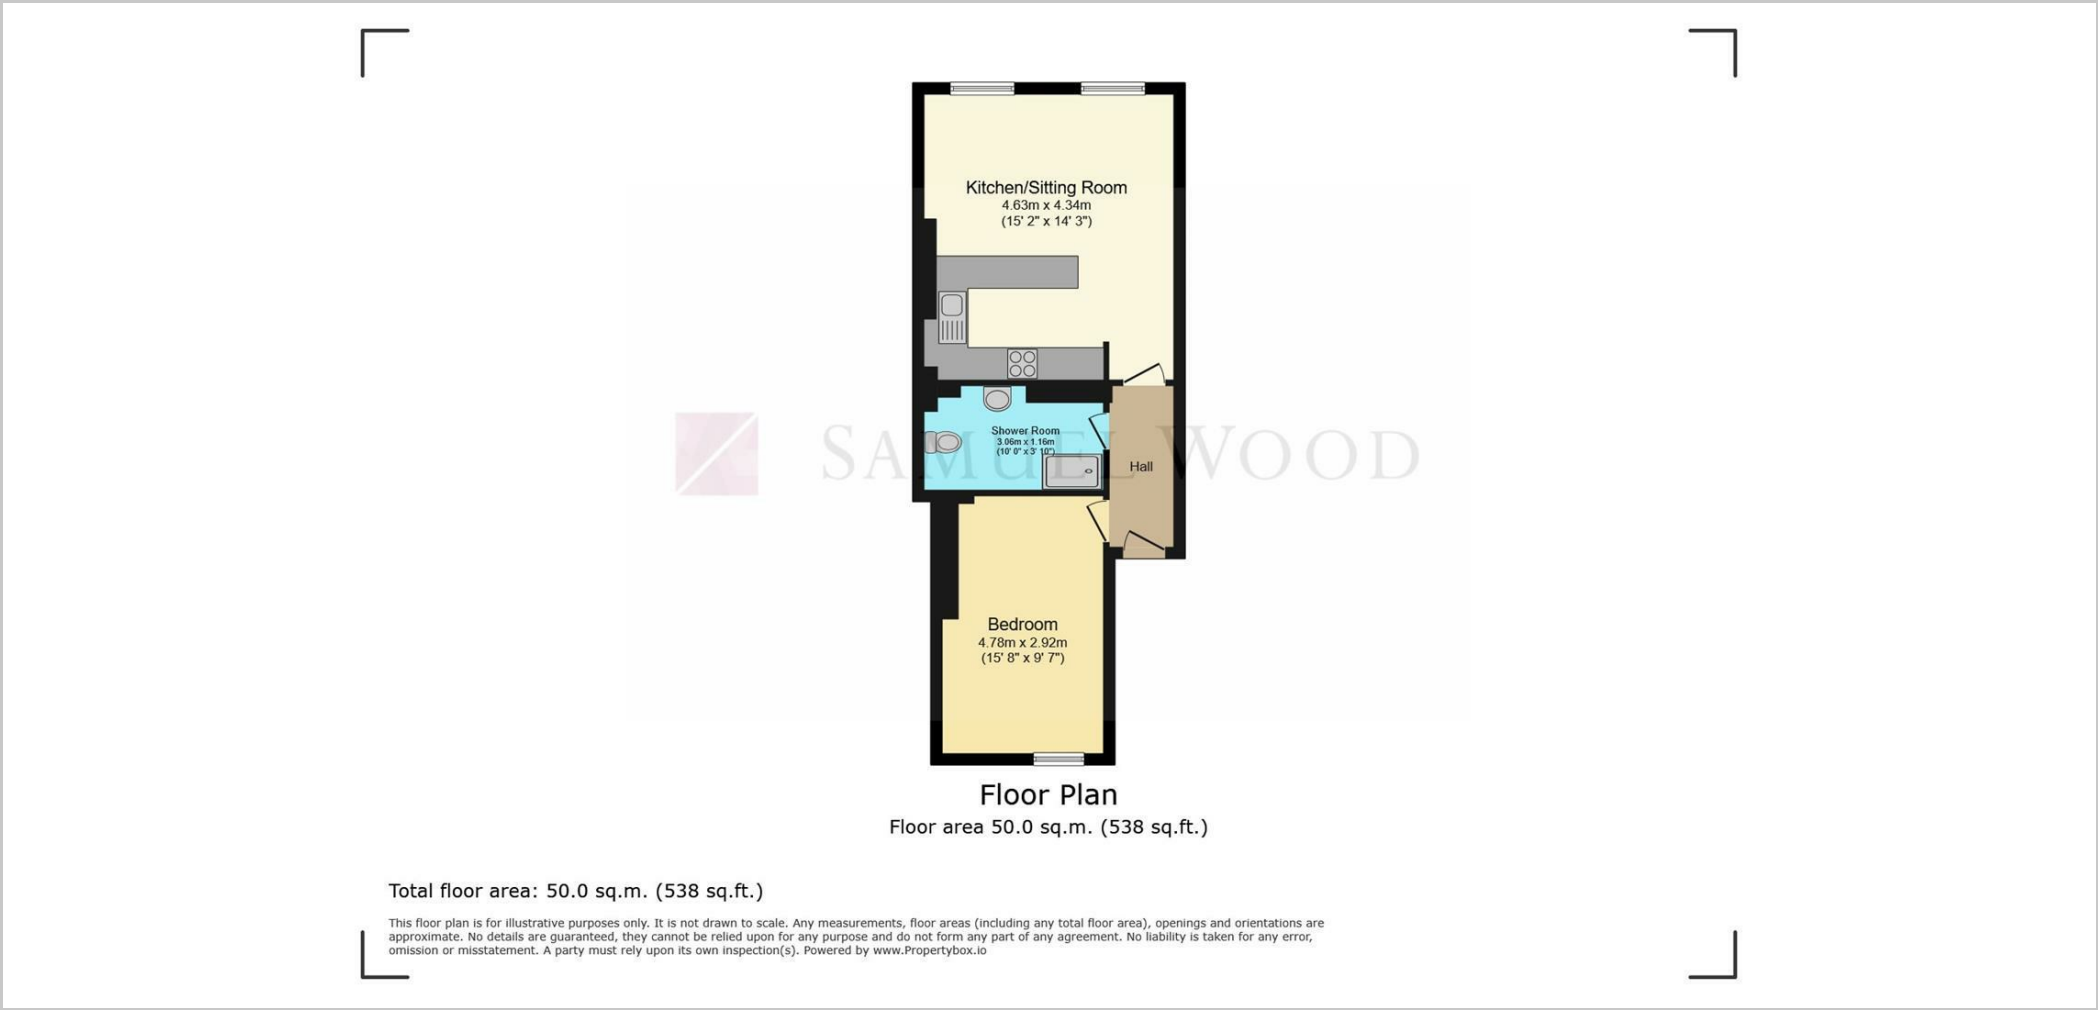 Kitchen/Sitting Room
4.63m x 4.34m
(15' 2" x 14' 3")
Shower Room
3.06m x 1.16m
(10' 0" x 3' 10")
SAMUEL WOOD
Hall
Bedroom
4.78m x 2.92m
(15' 8" x 9' 7")
Floor Plan
Floor area 50.0 sq.m. (538 sq.ft.)
Total floor area: 50.0 sq.m. (538 sq.ft.)
This floor plan is for illustrative purposes only. It is not drawn to scale. Any measurements, floor areas (including any total floor area), openings and orientations are
approximate. No details are guaranteed, they cannot be relied upon for any purpose and do not form any part of any agreement. No liability is taken for any error,
omission or misstatement. A party must rely upon its own inspection(s). Powered by www.Propertybox.io